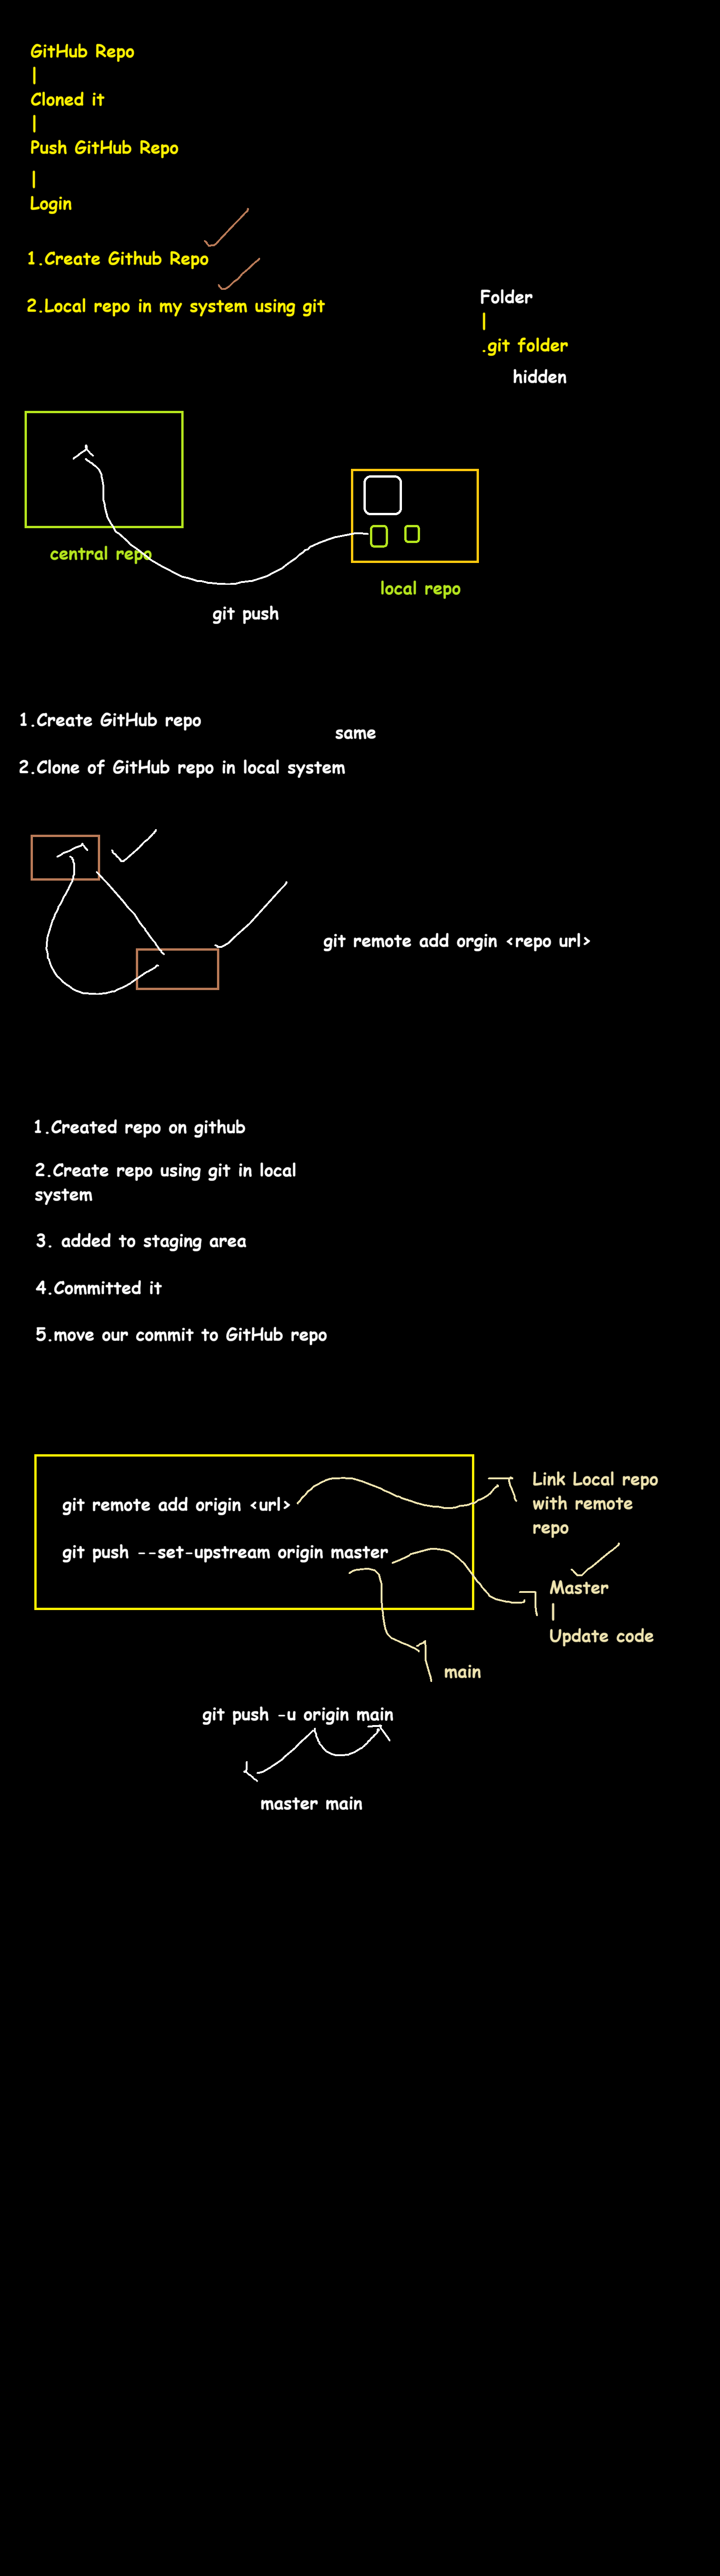 GitHub Repo
|
Cloned it
|
Push GitHub Repo
|
Login
1.Create Github Repo
2.Local repo in my system using git
Folder
|
.git folder
hidden
central repo
local repo
git push
1.Create GitHub repo
same
2.Clone of GitHub repo in local system
git remote add orgin <repo url>
1.Created repo on github
2.Create repo using git in local
system
3. added to staging area
4.Committed it
5.move our commit to GitHub repo
git remote add origin <url>
git push --set-upstream origin master
Link Local repo
with remote
repo
Master
|
Update code
main
git push -u origin main
master main